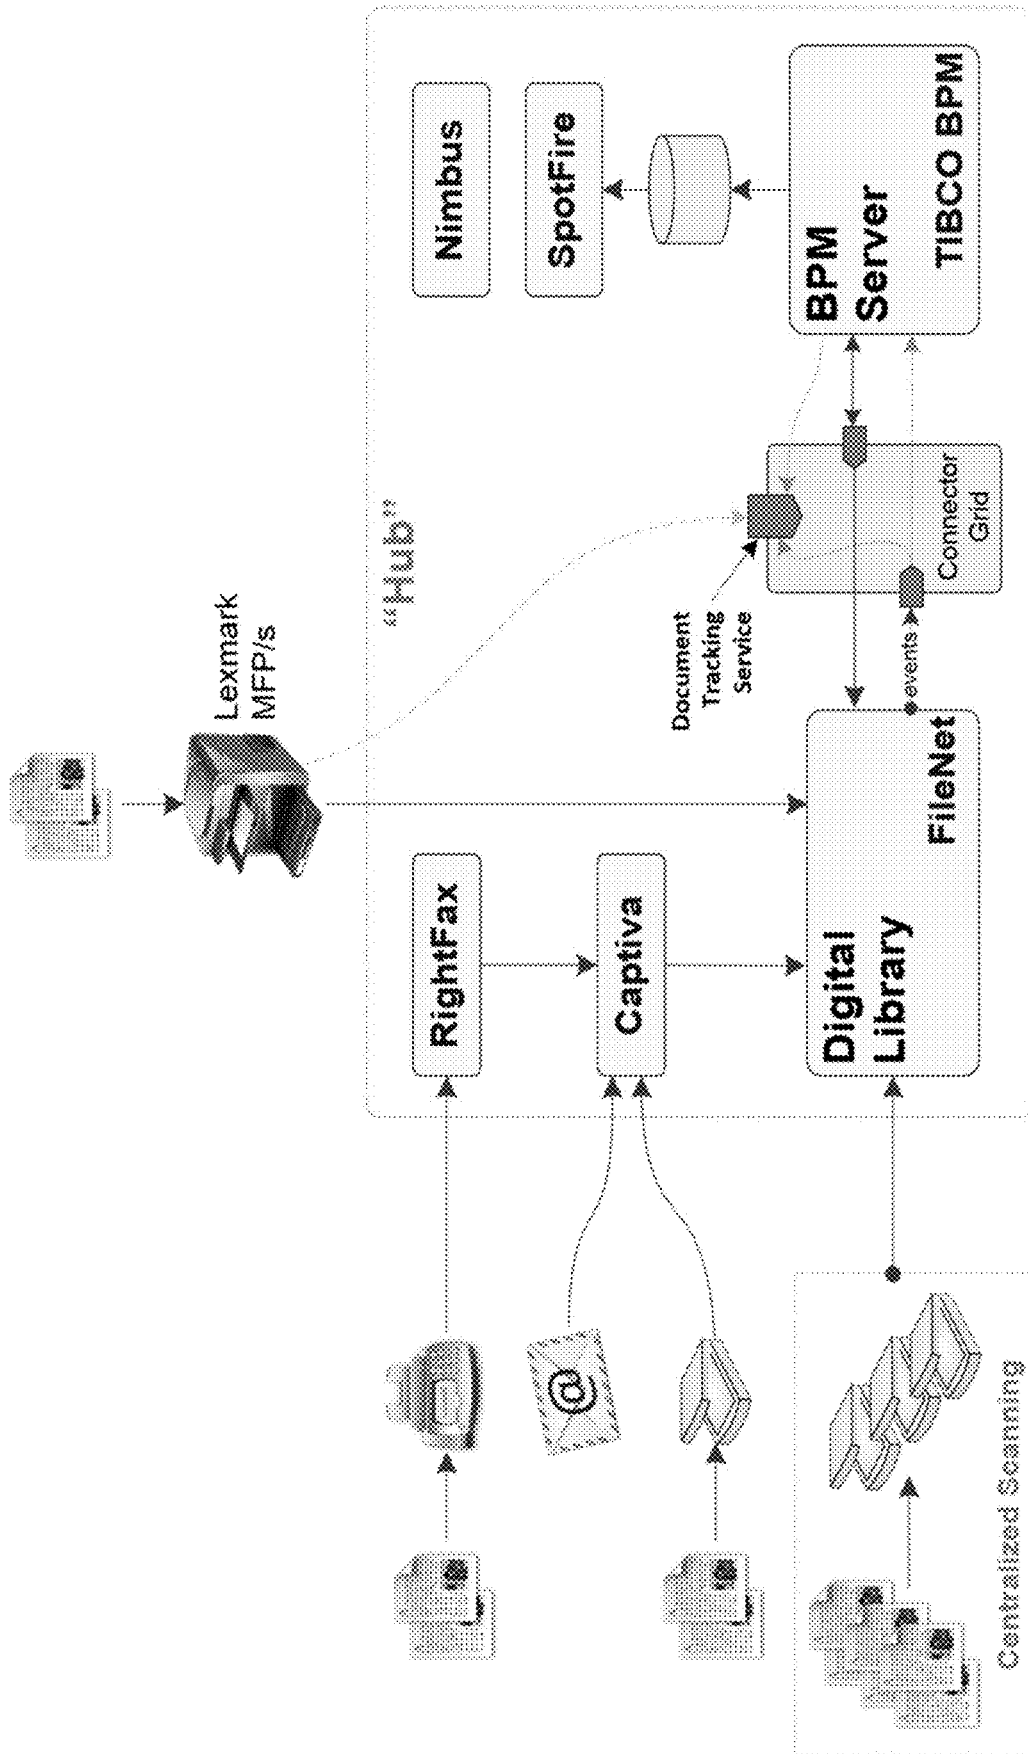 Lexmark
MFP/s
“Hub”
RightFax
Captiva
Nimbus
SpotFire
@
Document
Tracking
Service
Digital
Library
FileNet
events
Connector
Grid
BPM
Server
TIBCO BPM
Centralized Scanning